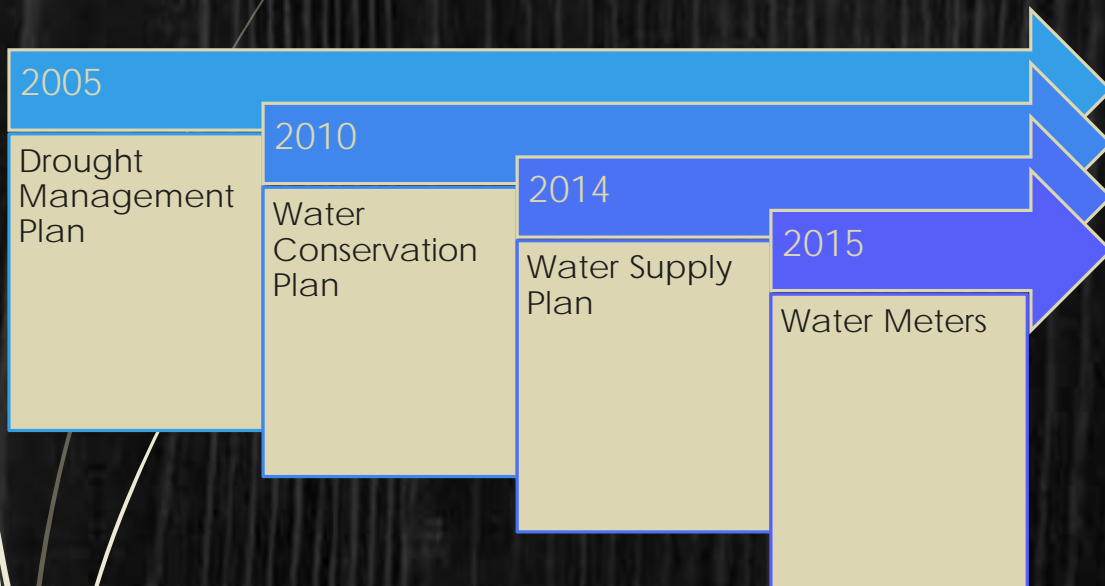 2005
Drought
Management
Plan
2010
Water
Conservation
Plan
2014
Water Supply
Plan
2015
Water Meters